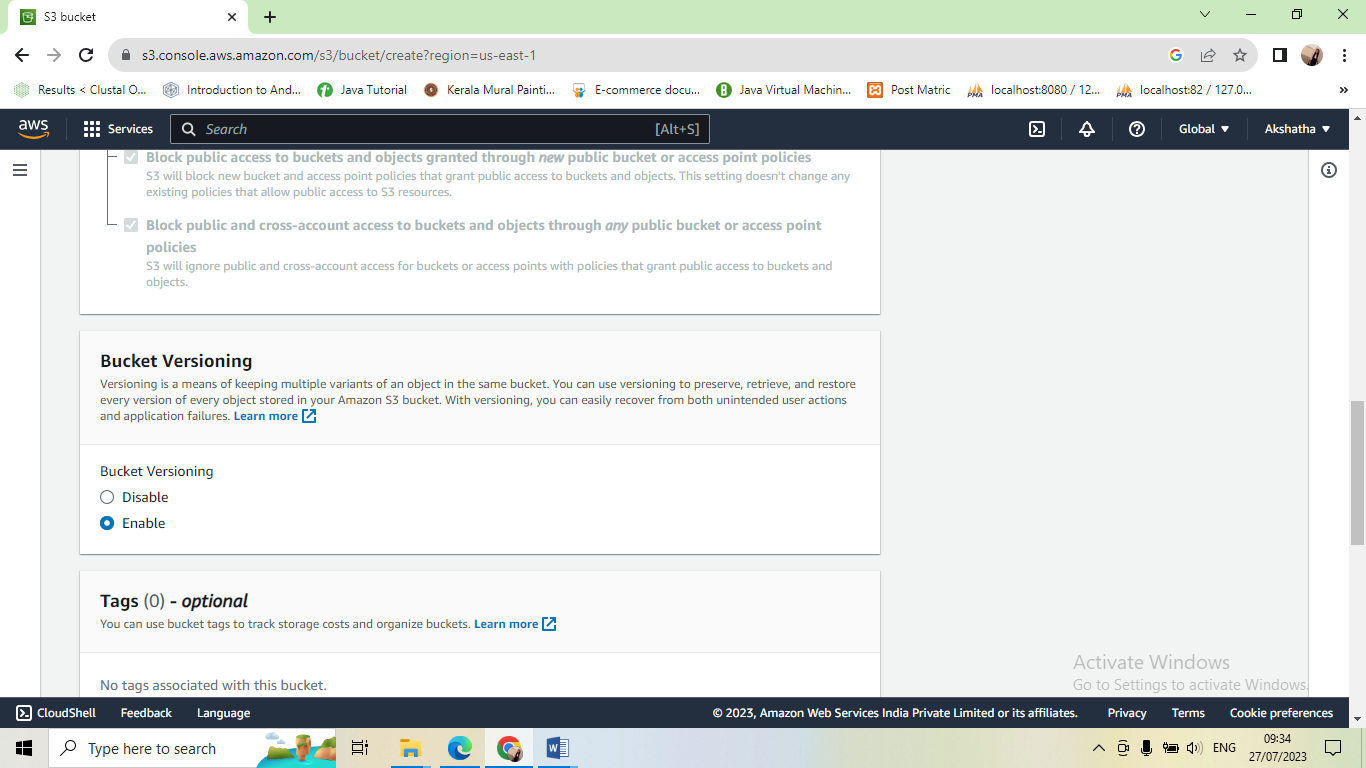 S3 bucket
s3.console.aws.amazon.com/s3/bucket/create?region=us-east-1
Results < Clustal O...
Introduction to And...
Java Tutorial
Kerala Mural Painti...
E-commerce docu...
Java Virtual Machin...
Post Matric
localhost:8080 / 12...
localhost:82 / 127.0...
aws
Services
Search
[Alt+S]
Global
Akshatha
Block public access to buckets and objects granted through new public bucket or access point policies
S3 will block new bucket and access point policies that grant public access to buckets and objects. This setting doesn't change any
existing policies that allow public access to S3 resources.
Block public and cross-account access to buckets and objects through any public bucket or access point
policies
S3 will ignore public and cross-account access for buckets or access points with policies that grant public access to buckets and
objects.
Bucket Versioning
Versioning is a means of keeping multiple variants of an object in the same bucket. You can use versioning to preserve, retrieve, and restore
every version of every object stored in your Amazon S3 bucket. With versioning, you can easily recover from both unintended user actions
and application failures. Learn more
Bucket Versioning
Disable
Enable
Tags (0) - optional
You can use bucket tags to track storage costs and organize buckets. Learn more
No tags associated with this bucket.
Activate Windows
Go to Settings to activate Windows.
CloudShell
Feedback
Language
© 2023, Amazon Web Services India Private Limited or its affiliates.
Privacy
Terms
Cookie preferences
Type here to search
ENG
09:34
27/07/2023